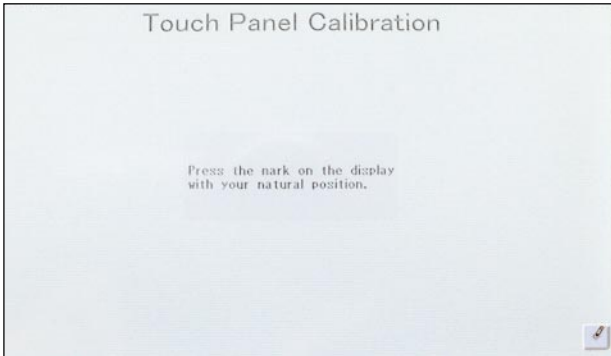 Touch Panel Calibration
Press the nark on the display
with your natural position.